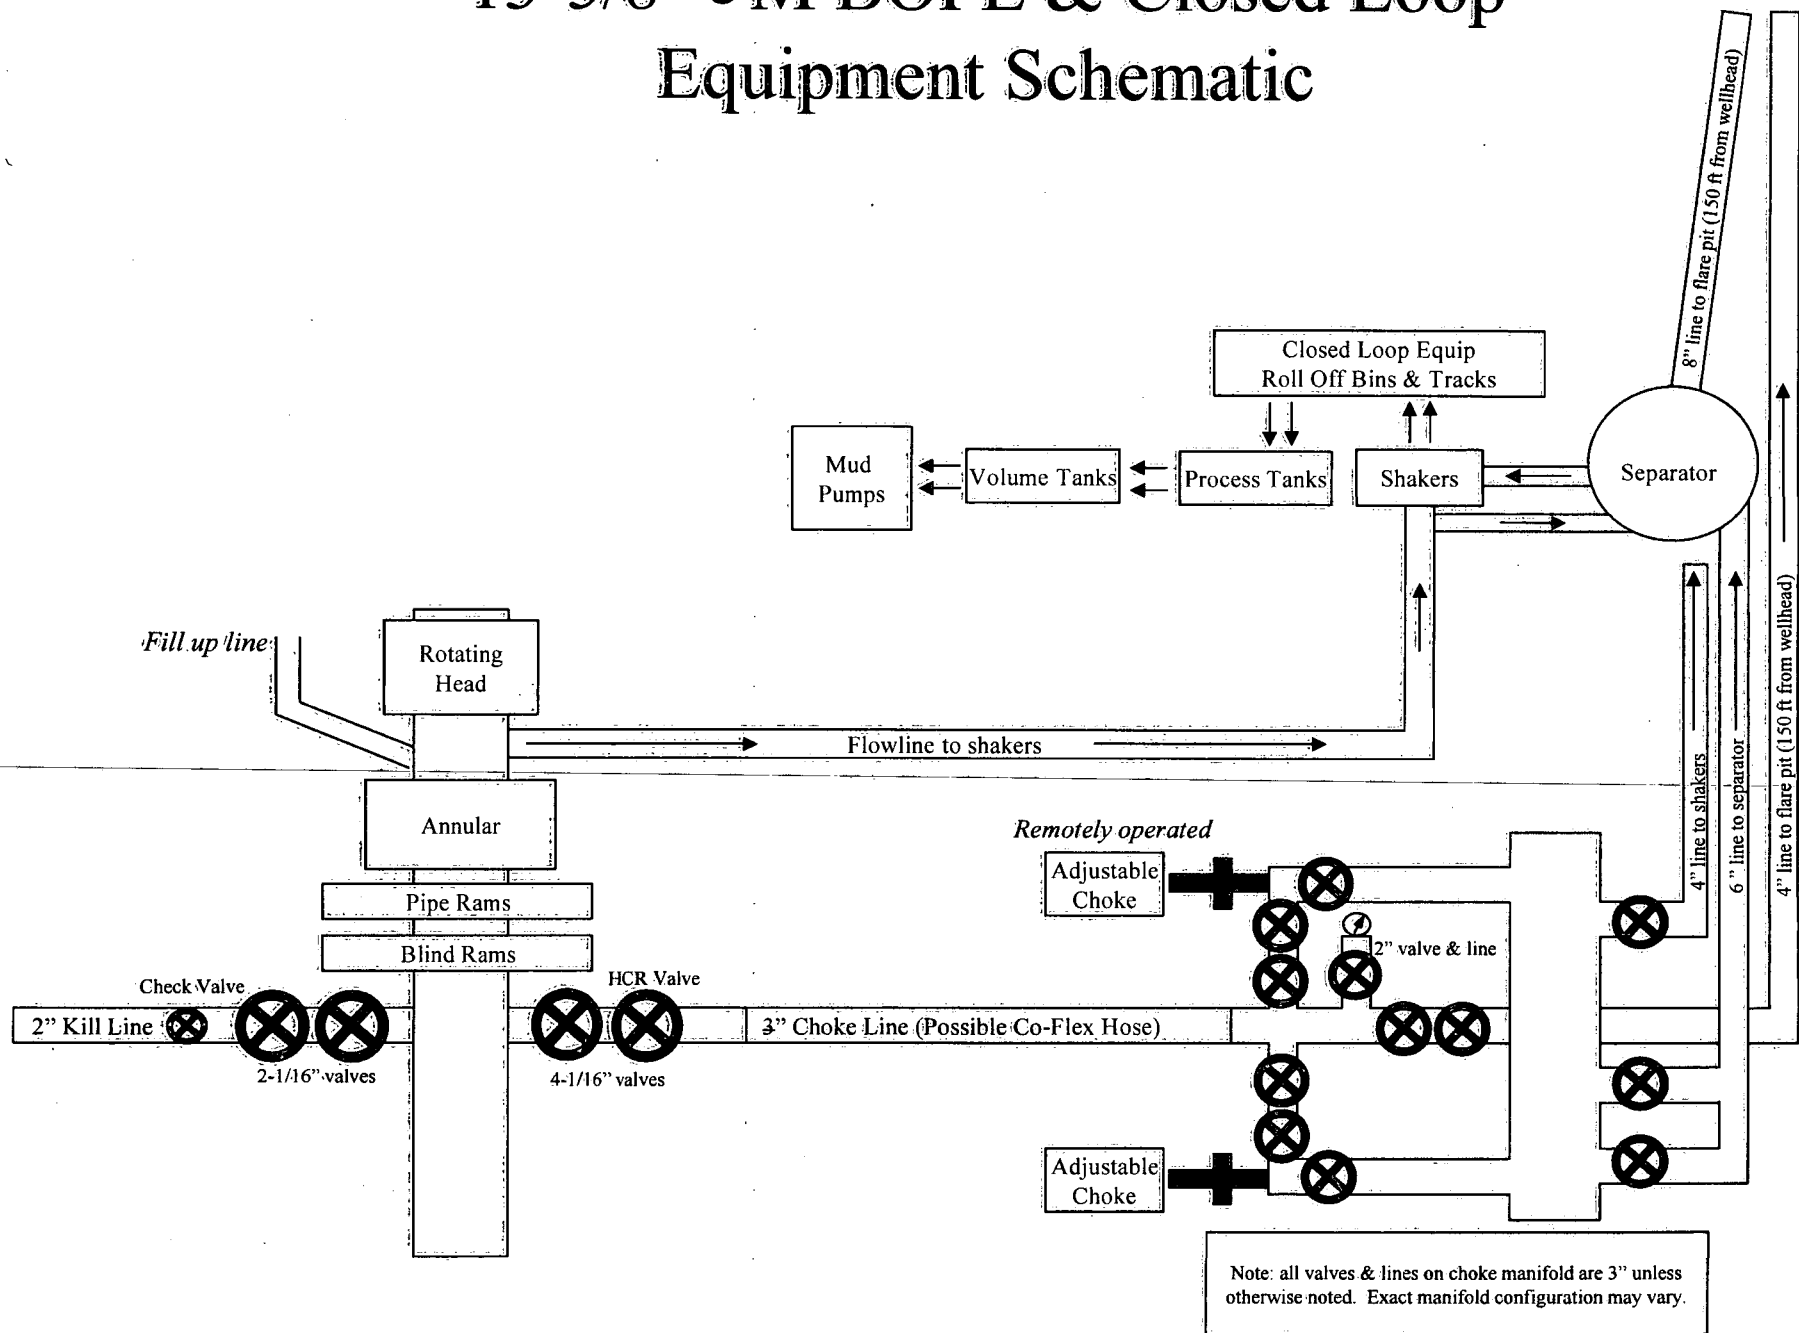 & Closed Loop
Equipment Schematic
8” line to flare pit (150 ft from wellhead)
Closed Loop Equip
Roll Off Bins & Tracks
Mud
Pumps
Volume Tanks
Process Tanks
Shakers
Separator
Fill up line
Rotating
Head
Flowline to shakers
Annular
Pipe Rams
Blind Rams
Check Valve
HCR Valve
2” Kill Line
3” Choke Line (Possible Co-Flex Hose)
2-1/16” valves
4-1/16” valves
Remotely operated
Adjustable
Choke
2” valve & line
Adjustable
Choke
4” line to shakers
6 ” line to separator
4” line to flare pit (150 ft from wellhead)
Note: all valves & lines on choke manifold are 3” unless
otherwise noted. Exact manifold configuration may vary.